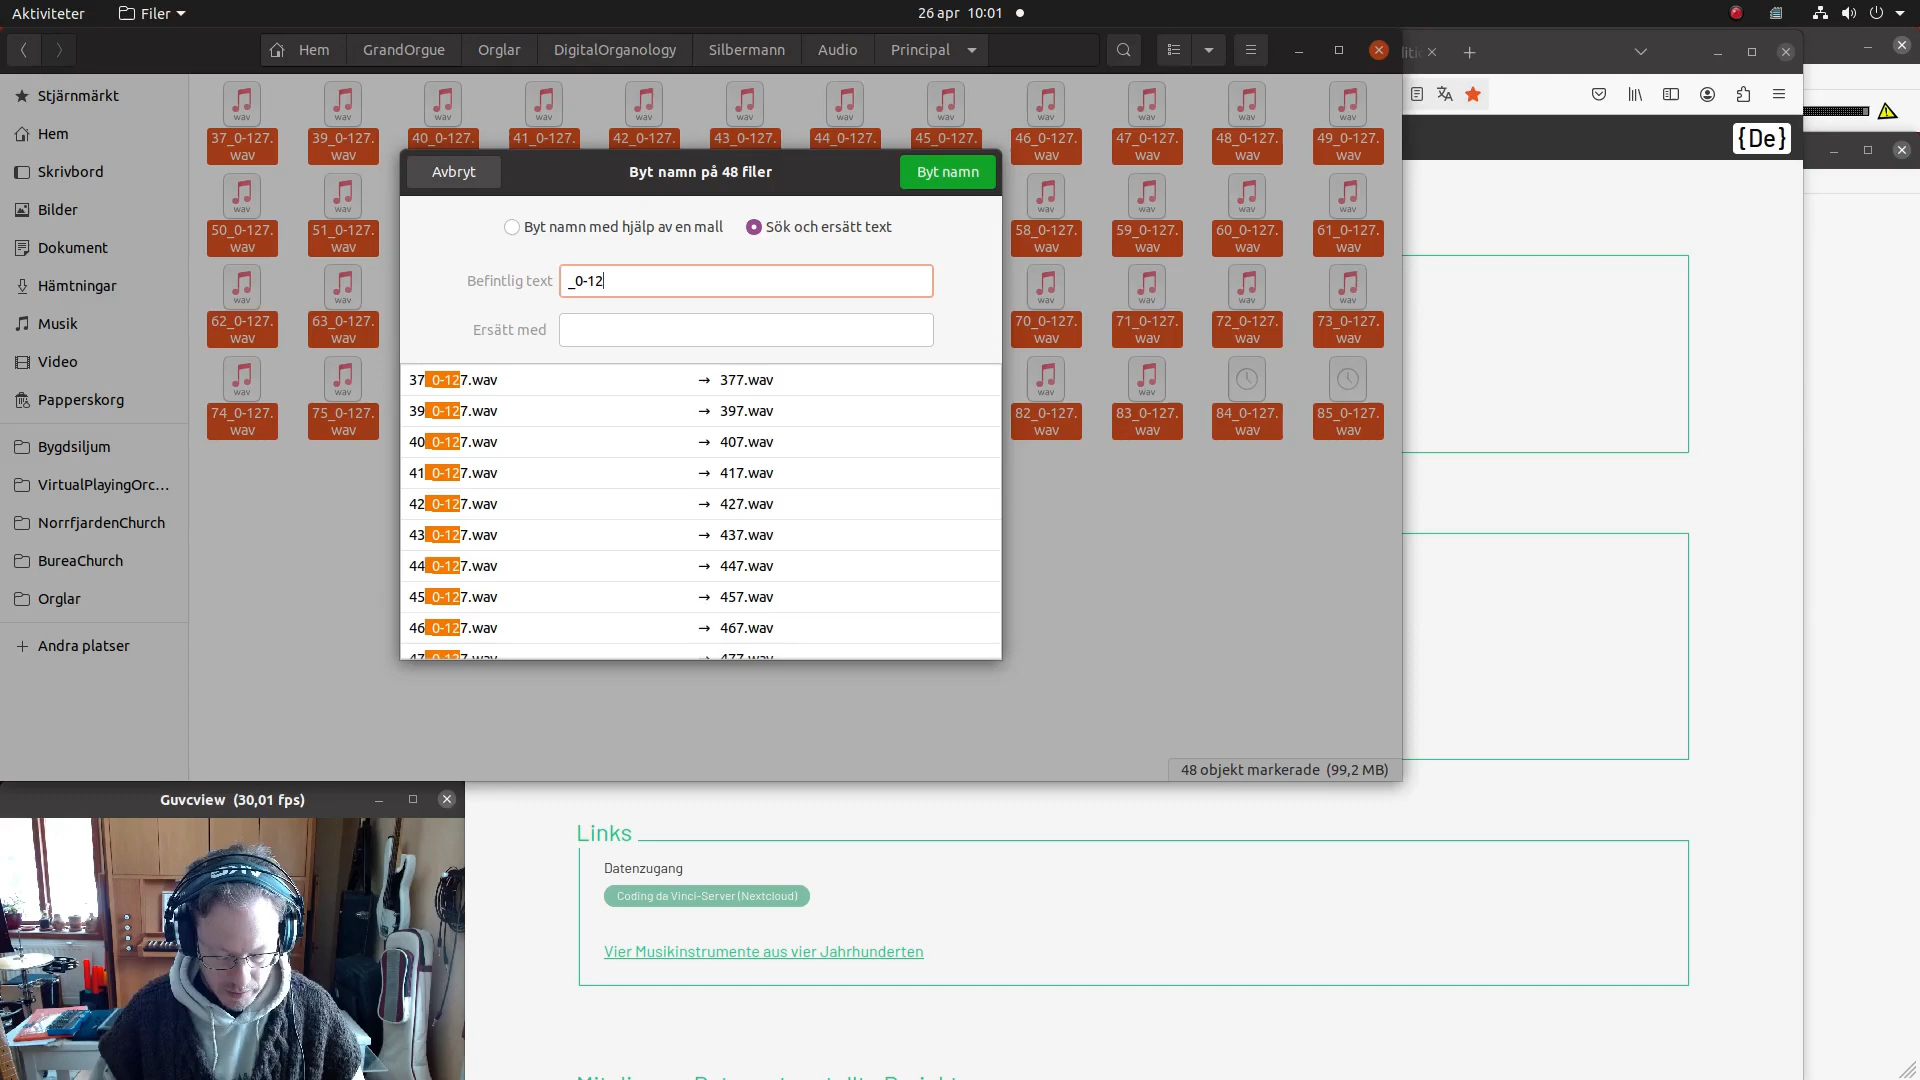 Aktiviteter Filer 26 apr 10:01
Hem GrandOrgue Orglar DigitalOrganology Silbermann Audio Principal
Stjärnmärkt
Hem
Skrivbord
Bilder
Dokument
Hämtningar
Musik
Video
Papperskorg
Bygdsiljum
VirtualPlayingOrc...
NorrfjardenChurch
BureaChurch
Orglar
Andra platser
37_0-127.wav 39_0-127.wav 40_0-127. 41_0-127. 42_0-127. 43_0-127. 44_0-127. 45_0-127. 46_0-127.wav 47_0-127.wav 48_0-127.wav 49_0-127.wav
50_0-127.wav 51_0-127.wav 58_0-127.wav 59_0-127.wav 60_0-127.wav 61_0-127.wav
62_0-127.wav 63_0-127.wav 70_0-127.wav 71_0-127.wav 72_0-127.wav 73_0-127.wav
74_0-127.wav 75_0-127.wav 82_0-127.wav 83_0-127.wav 84_0-127.wav 85_0-127.wav
Avbryt Byt namn på 48 filer Byt namn
Byt namn med hjälp av en mall Sök och ersätt text
Befintlig text _0-12
Ersätt med
37_0-127.wav → 377.wav
39_0-127.wav → 397.wav
40_0-127.wav → 407.wav
41_0-127.wav → 417.wav
42_0-127.wav → 427.wav
43_0-127.wav → 437.wav
44_0-127.wav → 447.wav
45_0-127.wav → 457.wav
46_0-127.wav → 467.wav
47_0-127.wav → 477.wav
48 objekt markerade (99,2 MB)
{De}
Guvcview (30,01 fps)
Links
Datenzugang
Coding da Vinci-Server (Nextcloud)
Vier Musikinstrumente aus vier Jahrhunderten